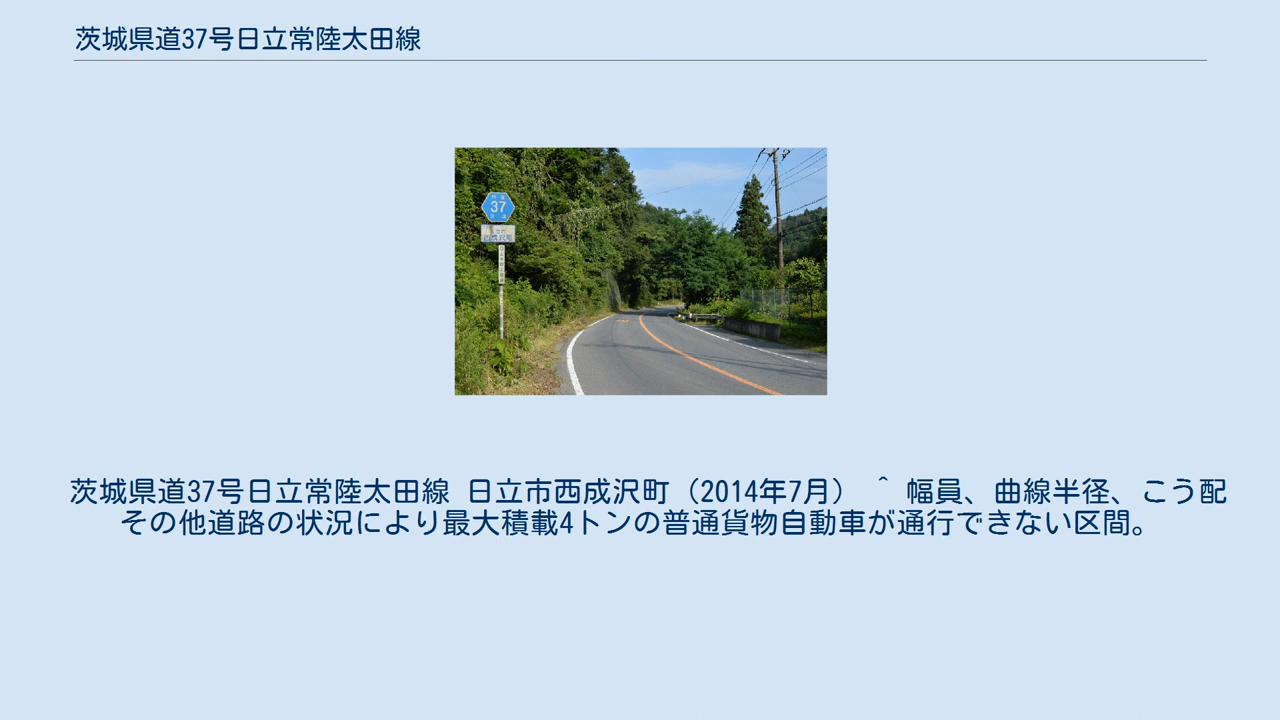 茨城県道37号日立常陸太田線
37
茨城県道37号日立常陸太田線 日立市西成沢町（2014年7月） ^ 幅員、曲線半径、こう配
その他道路の状況により最大積載4トンの普通貨物自動車が通行できない区間。